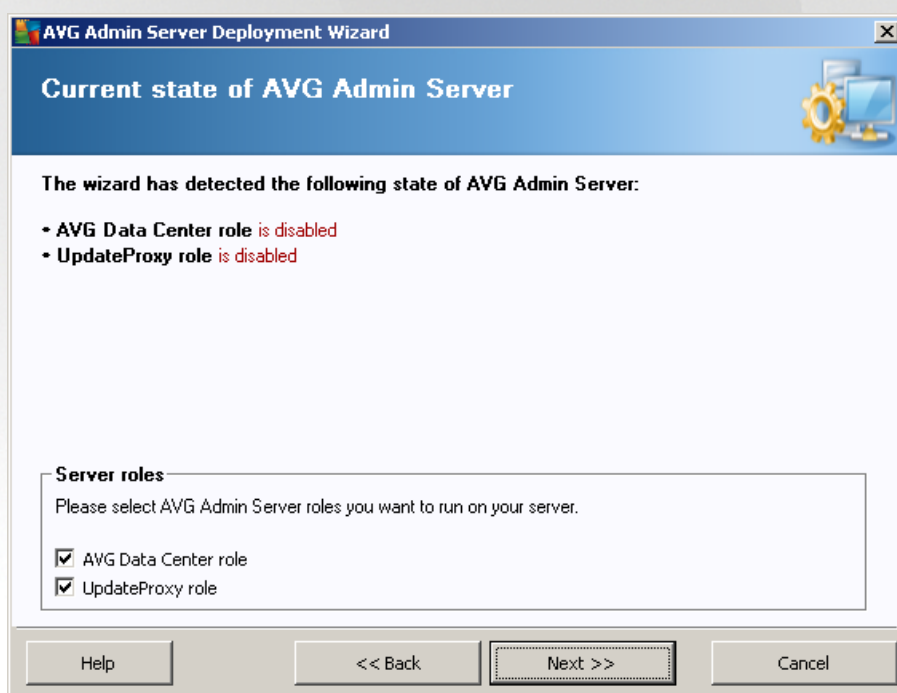 AVG Admin Server Deployment Wizard
Current state of AVG Admin Server
The wizard has detected the following state of AVG Admin Server:
• AVG Data Center role is disabled
• UpdateProxy role is disabled
Server roles
Please select AVG Admin Server roles you want to run on your server.
AVG Data Center role
UpdateProxy role
Help
<< Back
Next >>
Cancel